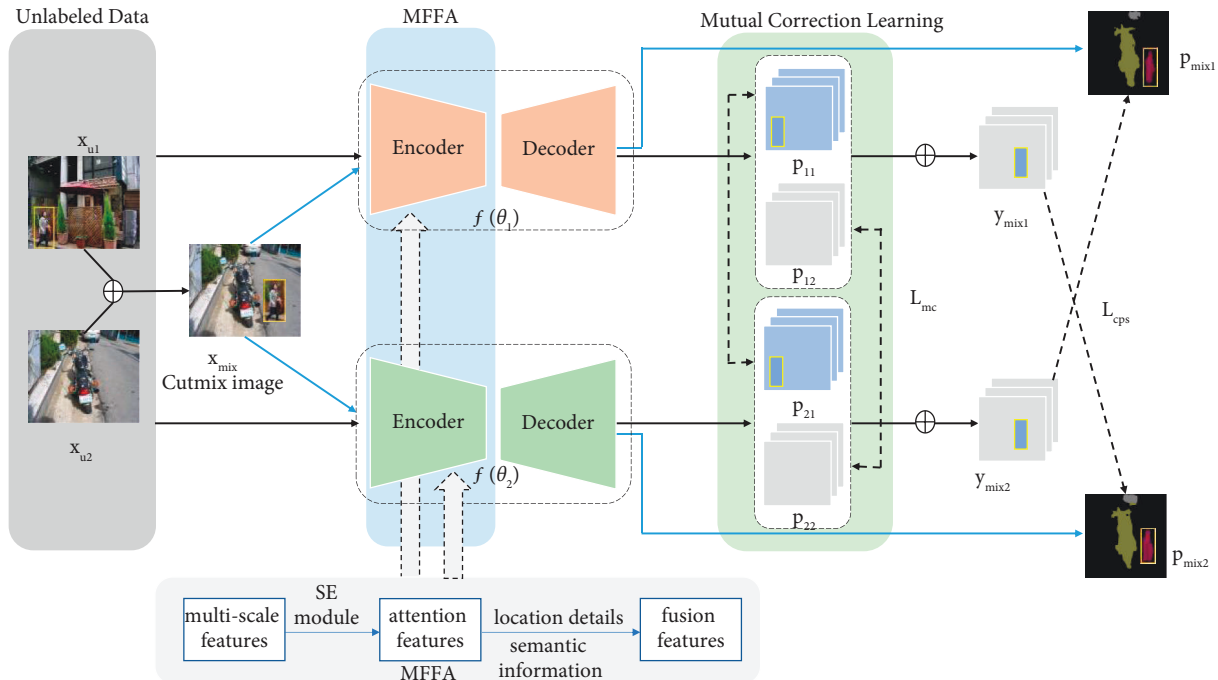 Unlabeled Data
MFFA
Mutual Correction Learning
x_u1
x_u2
x_mix
Cutmix image
Encoder
Decoder
f (θ_1)
Encoder
Decoder
f (θ_2)
p_11
p_12
p_21
p_22
L_mc
y_mix1
y_mix2
L_cps
p_mix1
p_mix2
multi-scale
features
SE
module
attention
features
MFFA
location details
semantic
information
fusion
features